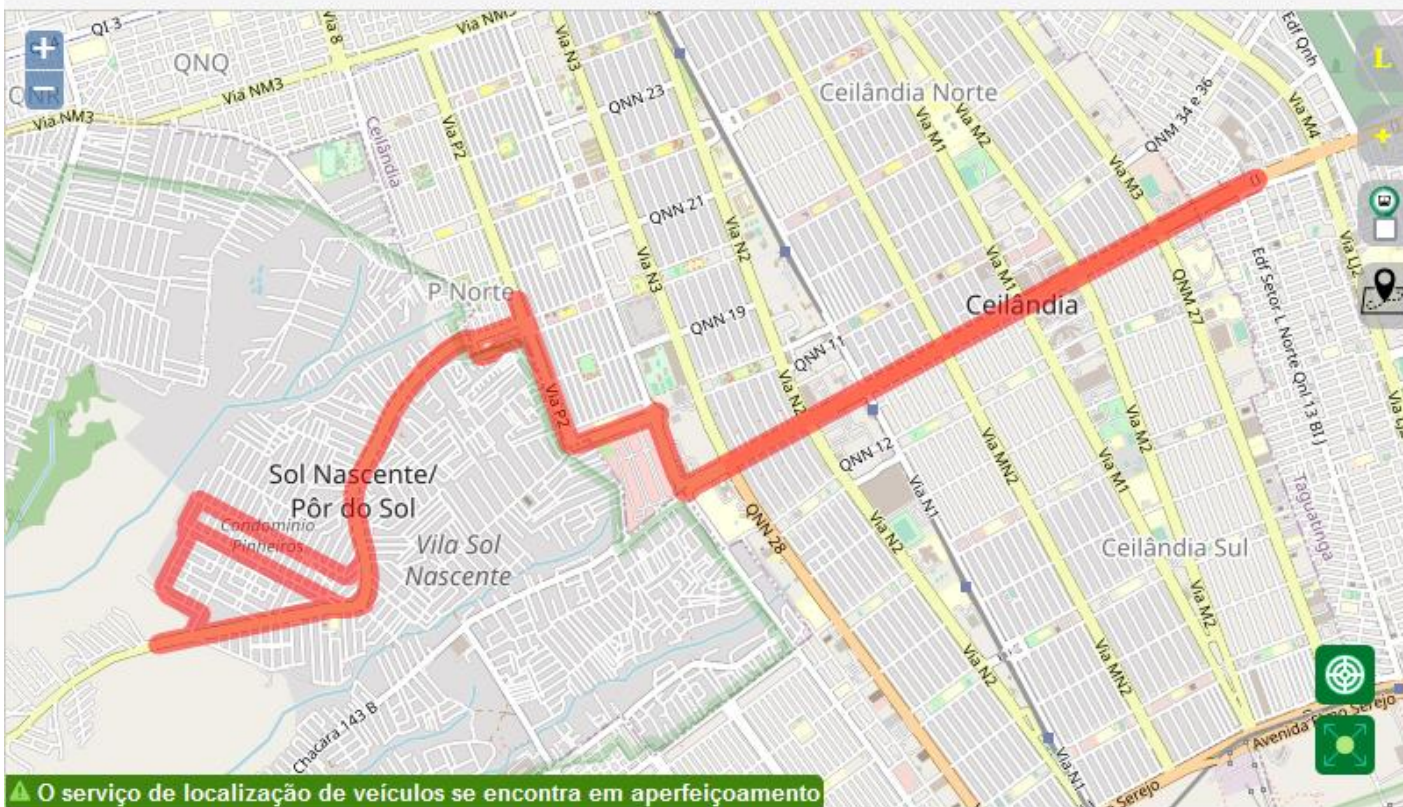 QI 3
Via 8
Via NM3
Via N3
Edf Qnh
QNQ
QNR
Via NM3
Via NM3
QNN 23
Ceilândia Norte
Via M2
Via M1
QNM 34 e 36
Via M4
L
+
Ceilândia
Via P2
Via M3
QNN 21
Via N2
Via N3
P Norte
QNN 19
QNN 11
Via M1
Ceilândia
QNM 27
Edf Seror L Norte Qnl 13 Bl J
Via P2
Via N2
Via M2
Sol Nascente/
Pôr do Sol
Condomínio
Pinheiros
Vila Sol
Nascente
QNN 12
Via MN2
Via M1
Via N1
QNN 28
Via N2
Ceilândia Sul
Taguatinga
Via M2
Via N2
Via MN2
Chácara 143 B
Via N1
Serejo
Avenida Elmo Serejo
O serviço de localização de veículos se encontra em aperfeiçoamento